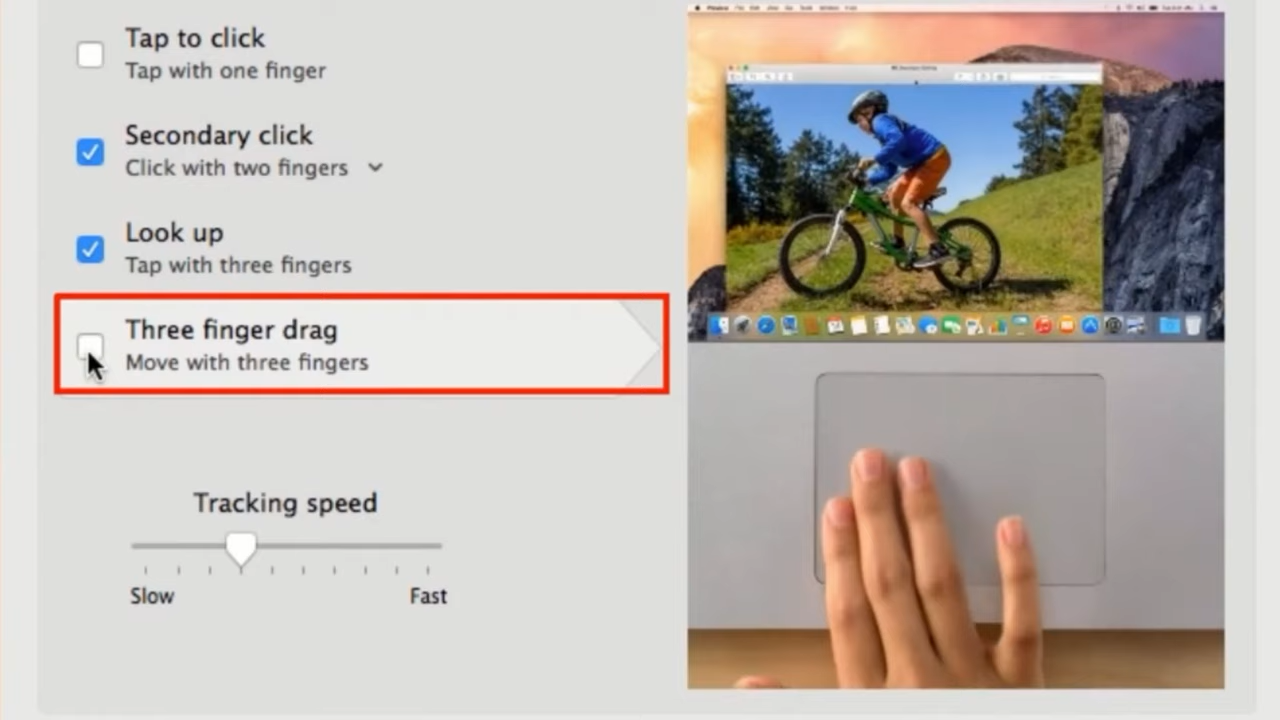 Tap to click
Tap with one finger
Secondary click
Click with two fingers
Look up
Tap with three fingers
Three finger drag
Move with three fingers
Tracking speed
Slow
Fast